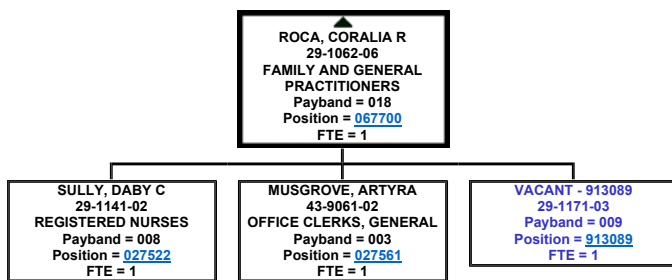 ROCA, CORALIA R
29-1062-06
FAMILY AND GENERAL
PRACTITIONERS
Payband = 018
Position = 067700
FTE = 1
SULLY, DABY C
29-1141-02
REGISTERED NURSES
Payband = 008
Position = 027522
FTE = 1
MUSGROVE, ARTYRA
43-9061-02
OFFICE CLERKS, GENERAL
Payband = 003
Position = 027561
FTE = 1
VACANT - 913089
29-1171-03
Payband = 009
Position = 913089
FTE = 1